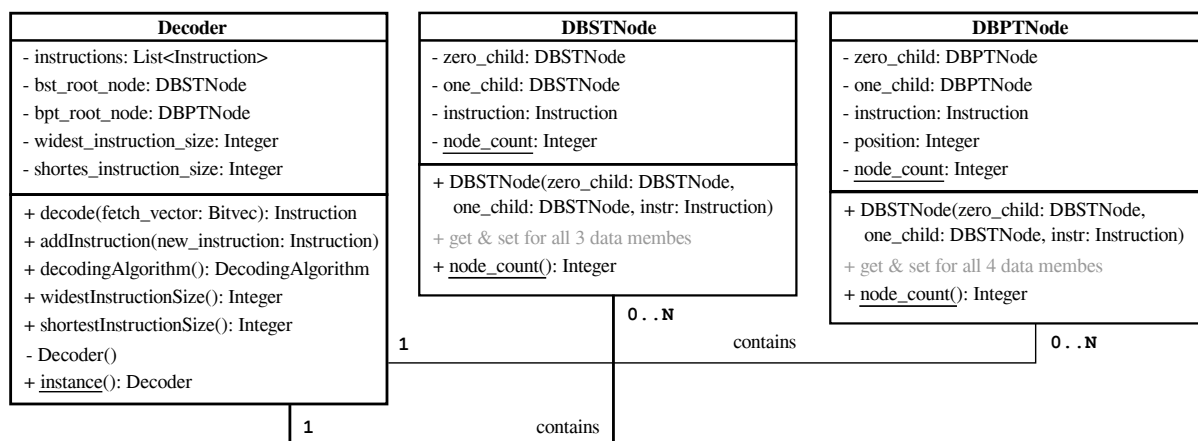 Decoder
- instructions: List<Instruction>
- bst_root_node: DBSTNode
- bpt_root_node: DBPTNode
- widest_instruction_size: Integer
- shortes_instruction_size: Integer
+ decode(fetch_vector: Bitvec): Instruction
+ addInstruction(new_instruction: Instruction)
+ decodingAlgorithm(): DecodingAlgorithm
+ widestInstructionSize(): Integer
+ shortestInstructionSize(): Integer
- Decoder()
+ instance(): Decoder
DBSTNode
- zero_child: DBSTNode
- one_child: DBSTNode
- instruction: Instruction
- node_count: Integer
+ DBSTNode(zero_child: DBSTNode,
one_child: DBSTNode, instr: Instruction)
+ get & set for all 3 data membes
+ node_count(): Integer
DBPTNode
- zero_child: DBPTNode
- one_child: DBPTNode
- instruction: Instruction
- position: Integer
- node_count: Integer
+ DBSTNode(zero_child: DBSTNode,
one_child: DBSTNode, instr: Instruction)
+ get & set for all 4 data membes
+ node_count(): Integer
0..N
1
contains
0..N
1
contains